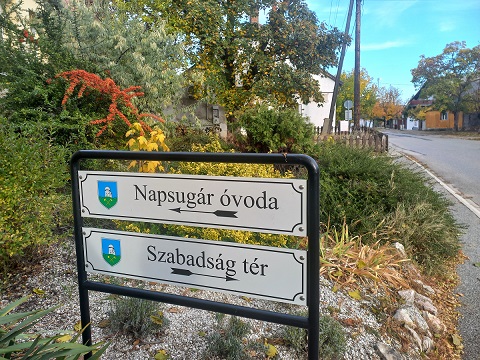 Napsugár óvoda
Szabadság tér